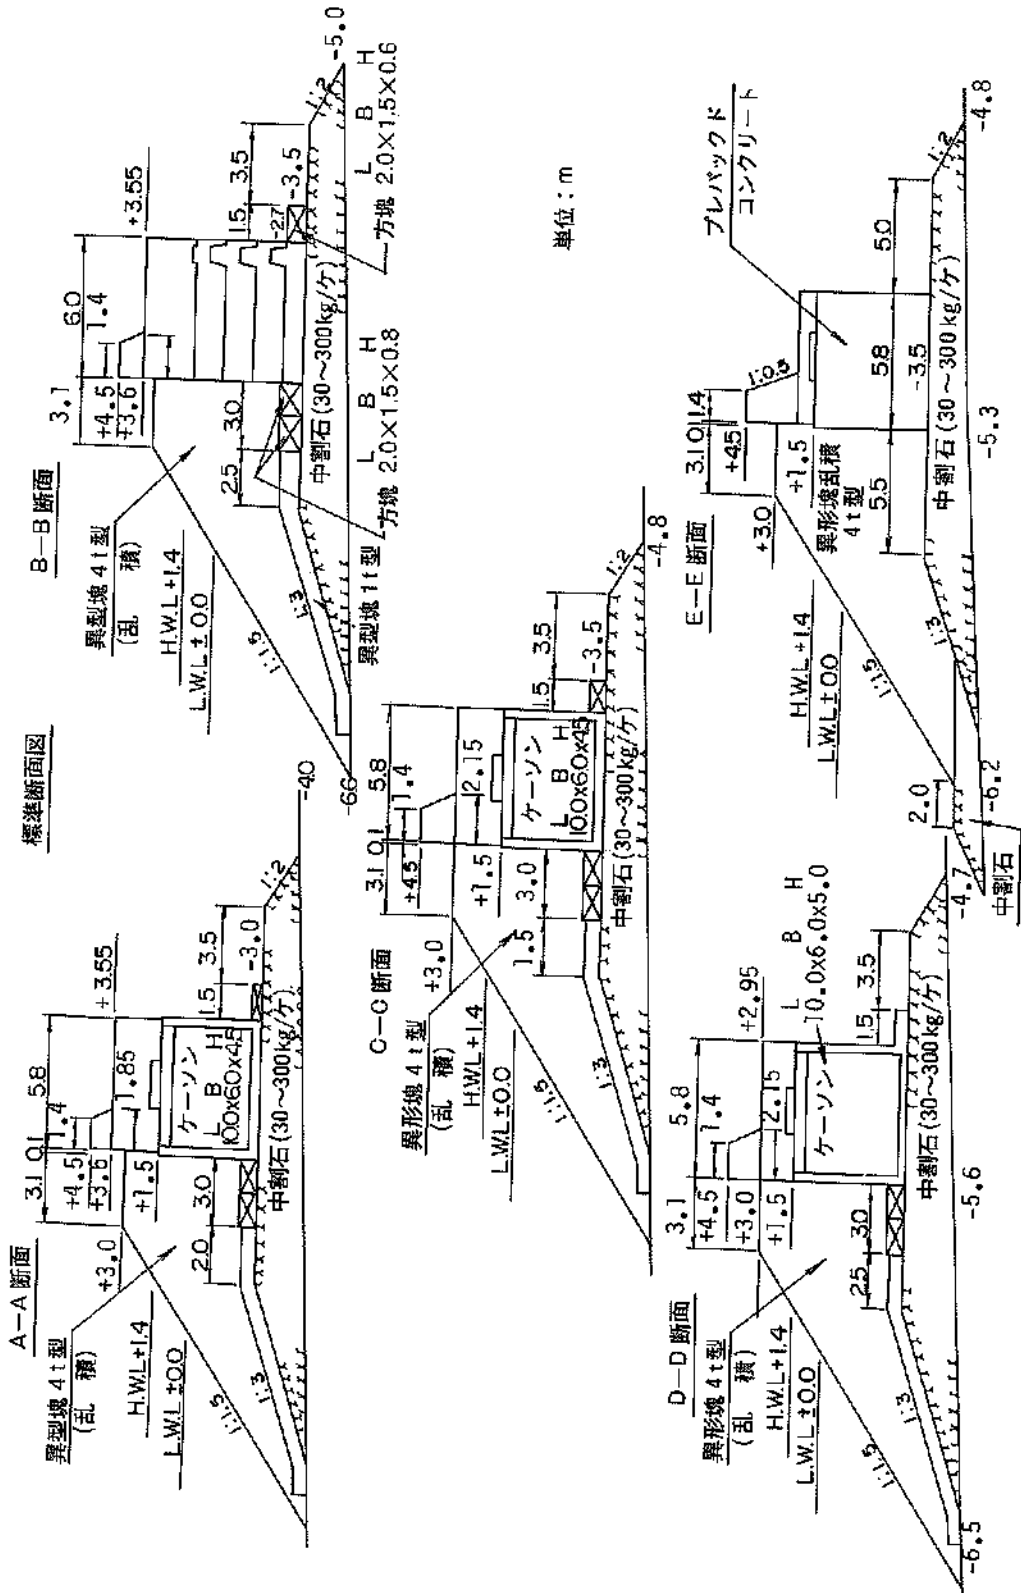 標準断面図
A-A 断面
異型塊 4t型
(乱 積)
H.W.L+1.4
L.W.L ±0.0
1:1.5
1:3
+3.0
3.1
0.1
5.8
1.4
+4.5
+3.6
1.85
+3.55
+1.5
ケーソン
L B H
10.0x6.0x4.5
2.0
3.0
1.5
3.5
-3.0
1:2
-4.0
中割石(30~300kg/ケ)
B-B 断面
異型塊 4t型
(乱 積)
H.W.L+1.4
L.W.L ±0.0
1:1.5
1:3
3.1
6.0
1.4
+4.5
+3.6
+3.55
2.5
3.0
1.5
3.5
-2.7
-3.5
1:2
-5.0
-6.6
中割石(30~300kg/ケ)
異型塊 1t型
L B H
方塊 2.0×1.5×0.8
L B H
方塊 2.0×1.5×0.6
C-C 断面
異形塊 4t型
(乱 積)
H.W.L+1.4
L.W.L±0.0
1:1.5
1:3
+3.0
3.1
0.1
5.8
1.4
+4.5
2.15
+1.5
ケーソン
L B H
10.0x6.0x4.5
1.5
3.0
1.5
3.5
-3.5
1:2
-4.8
中割石(30~300kg/ケ)
単位:m
D-D 断面
異形塊 4t型
(乱 積)
H.W.L+1.4
L.W.L±0.0
1:1.5
1:3
-6.5
3.1
5.8
1.4
+4.5
+3.0
2.15
+2.95
+1.5
ケーソン
L B H
10.0x6.0x5.0
2.5
3.0
1.5
3.5
-4.7
-5.6
中割石(30~300kg/ケ)
E-E 断面
H.W.L+1.4
L.W.L±0.0
1:1.5
1:3
+3.0
3.1
0.1
1.4
+4.5
1:0.5
+1.5
異形塊乱積
4t型
プレパックド
コンクリート
5.5
5.8
5.0
-3.5
1:2
-4.8
-5.3
中割石(30~300kg/ケ)
2.0
-6.2
中割石